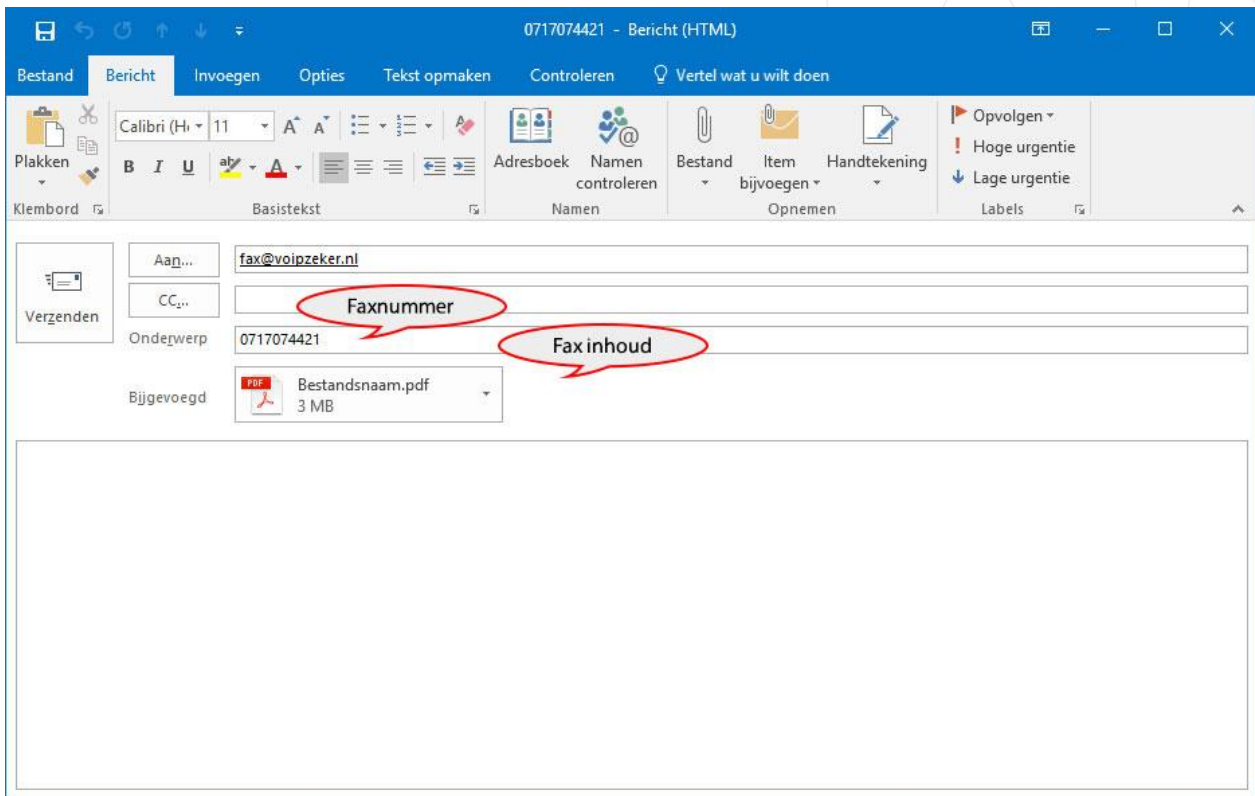 0717074421 - Bericht (HTML)
Bestand Bericht Invoegen Opties Tekst opmaken Controleren Vertel wat u wilt doen
Plakken
Klembord
Calibri (H 11 A A
B I U aby A
Basistekst
Adresboek
Namen controleren
Namen
Bestand
Item bijvoegen
Handtekening
Opnemen
Opvolgen
! Hoge urgentie
Lage urgentie
Labels
Verzenden
Aan... fax@voipzeker.nl
CC...
Faxnummer
Onderwerp 0717074421
Fax inhoud
Bijgevoegd
PDF
Bestandsnaam.pdf
3 MB